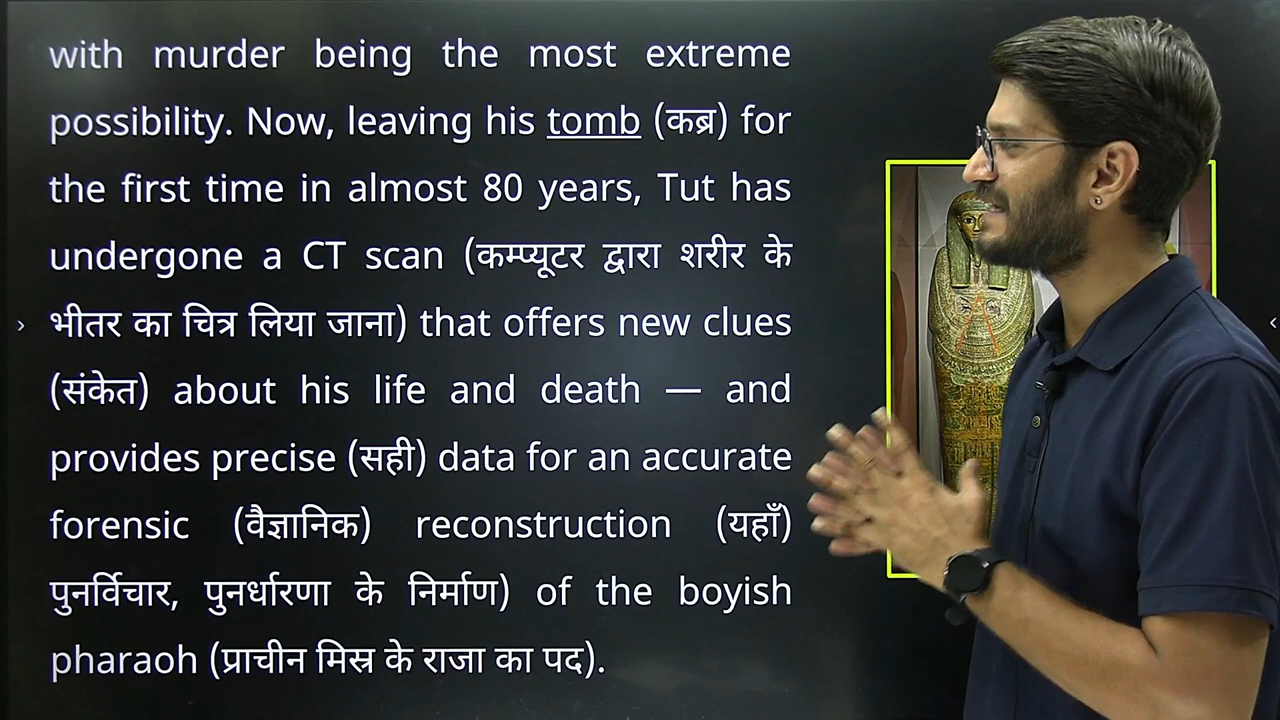 with murder being the most extreme
possibility. Now, leaving his tomb (कब्र) for
the first time in almost 80 years, Tut has
undergone a CT scan (कम्प्यूटर द्वारा शरीर के
भीतर का चित्र लिया जाना) that offers new clues
(संकेत) about his life and death — and
provides precise (सही) data for an accurate
forensic (वैज्ञानिक) reconstruction (यहाँ)
पुनर्विचार, पुनर्धारणा के निर्माण) of the boyish
pharaoh (प्राचीन मिस्र के राजा का पद).